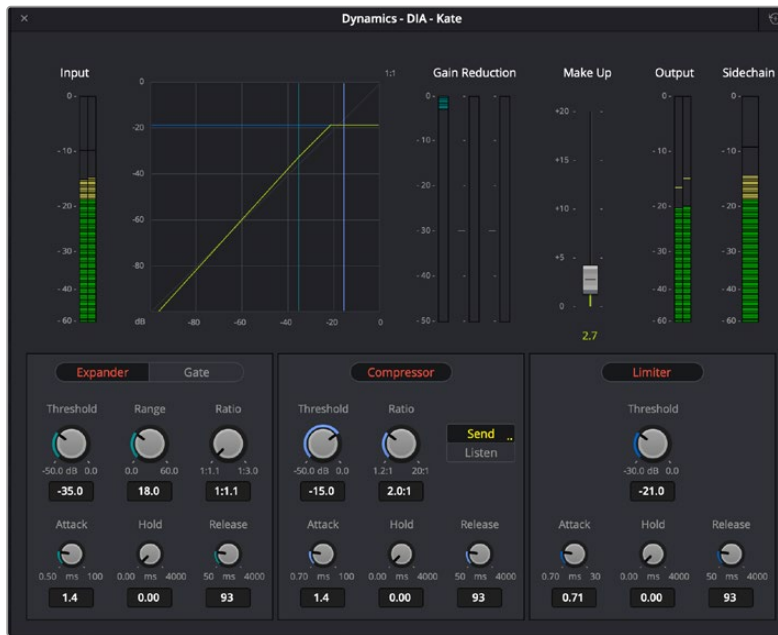 Dynamics - DIA - Kate
Input
Gain Reduction
Make Up
Output
Sidechain
0
-20
-40
-60
-80
dB -80 -60 -40 -20 0
1:1
0-
-10-
-20-
-30-
-40-
-60-
0-
-10
-20
-30
-40
-50
+20
+15
+10
+5
0
2.7
0-
-10-
-20-
-30-
-40-
-60-
0-
-10-
-20-
-30-
-40-
-60-
Expander Gate
Threshold Range Ratio
-50.0 dB 0.0 0.0 60.0 1:1.1 1:3.0
-35.0 18.0 1:1.1
Attack Hold Release
0.50 ms 100 0.00 ms 4000 50 ms 4000
1.4 0.00 93
Compressor
Threshold Ratio
-50.0 dB 0.0 1.2:1 20:1
-15.0 2.0:1
Send ..
Listen
Attack Hold Release
0.70 ms 100 0.00 ms 4000 50 ms 4000
1.4 0.00 93
Limiter
Threshold
-30.0 dB 0.0
-21.0
Attack Hold Release
0.70 ms 30 0.00 ms 4000 50 ms 4000
0.71 0.00 93